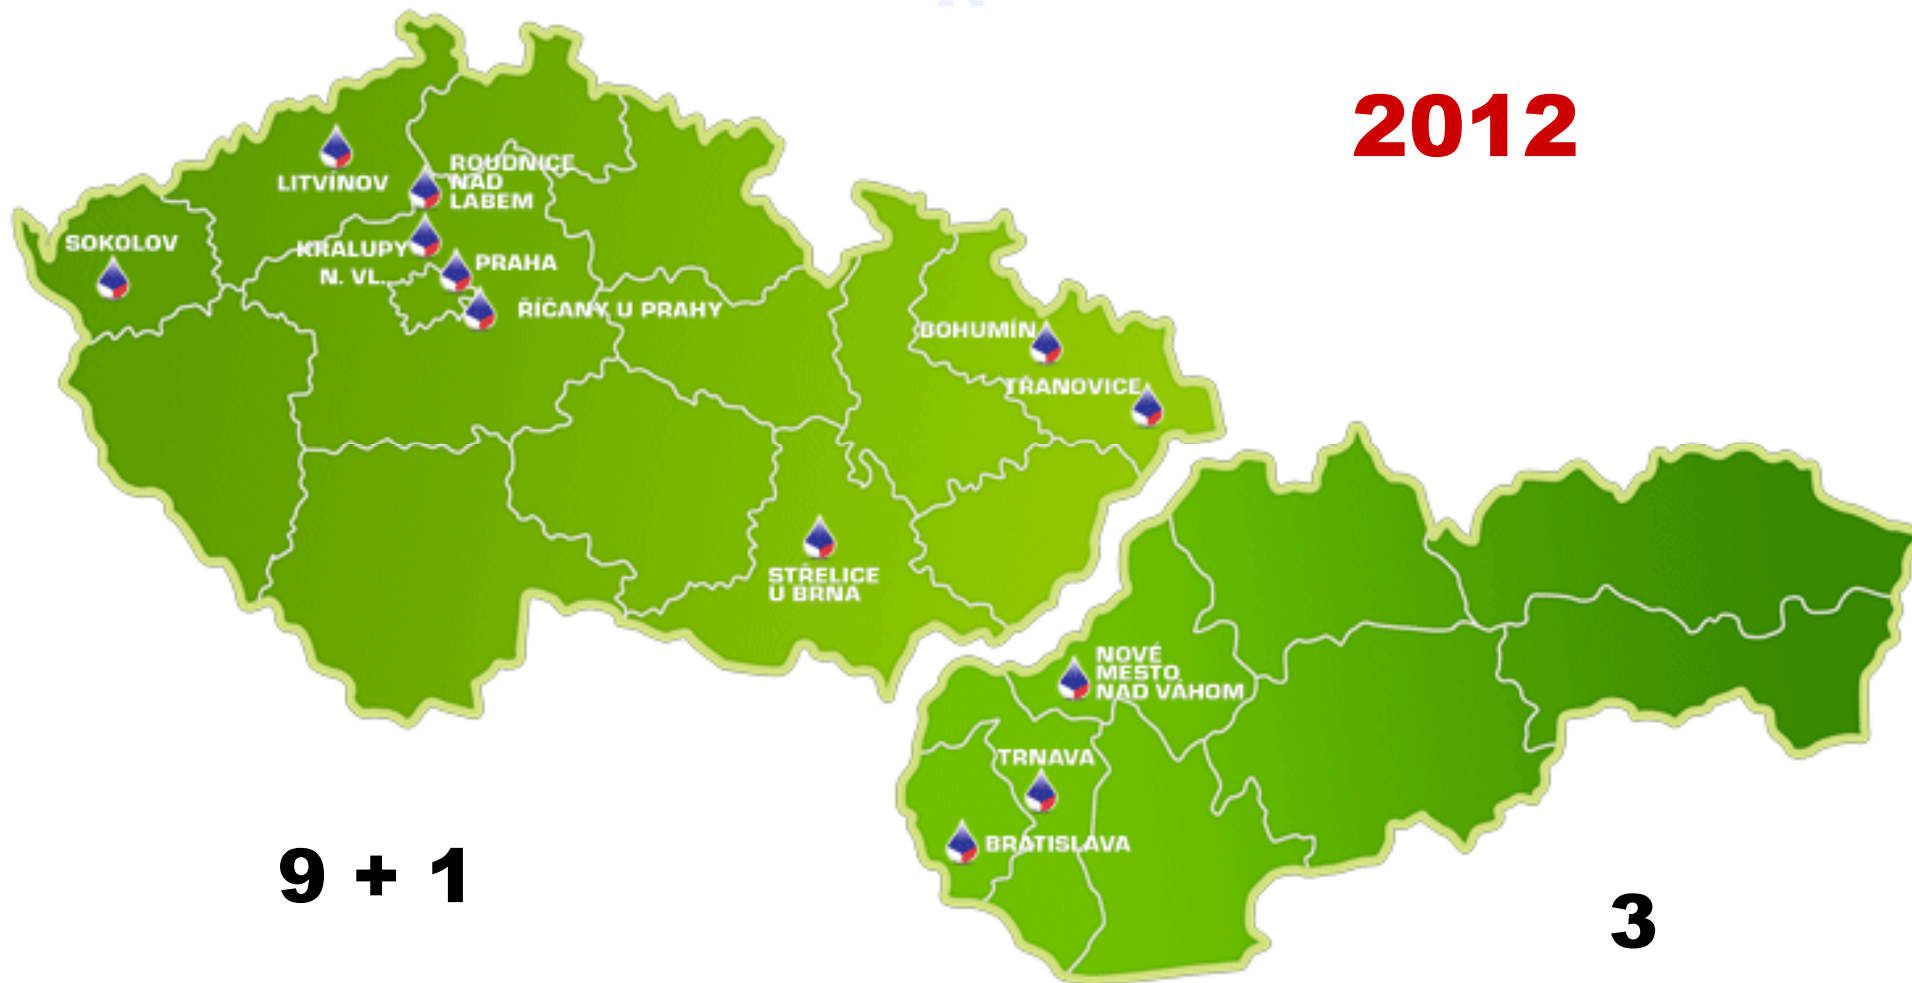 2012
LITVÍNOV
ROUDNICE
NAD
LABEM
SOKOLOV
KRALUPY
N. VL.
PRAHA
ŘÍČANY U PRAHY
BOHUMÍN
TŘANOVICE
STŘELICE
U BRNA
NOVÉ
MESTO
NAD VÁHOM
TRNAVA
BRATISLAVA
9 + 1
3